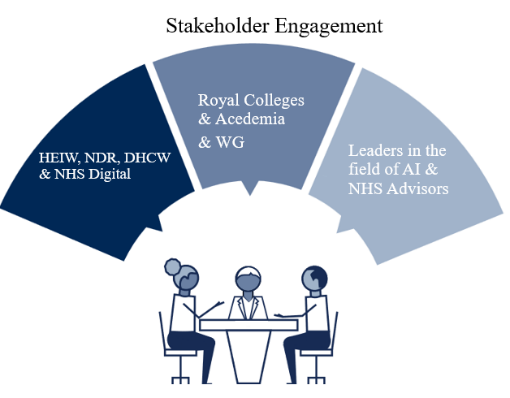 Stakeholder Engagement
HEIW, NDR, DHCW
& NHS Digital
Royal Colleges
& Acedemia
& WG
Leaders in the
field of AI &
NHS Advisors